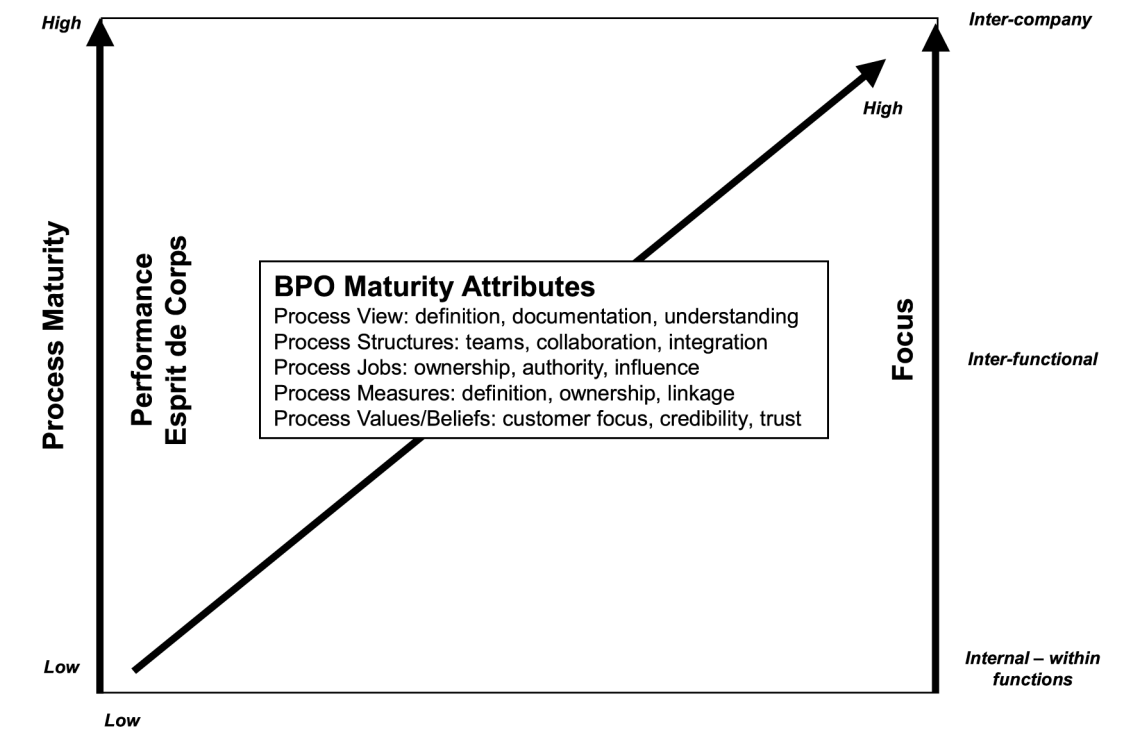 High
Inter-company
High
Process Maturity
Performance
Esprit de Corps
BPO Maturity Attributes
Process View: definition, documentation, understanding
Process Structures: teams, collaboration, integration
Process Jobs: ownership, authority, influence
Process Measures: definition, ownership, linkage
Process Values/Beliefs: customer focus, credibility, trust
Focus
Inter-functional
Low
Internal – within
functions
Low